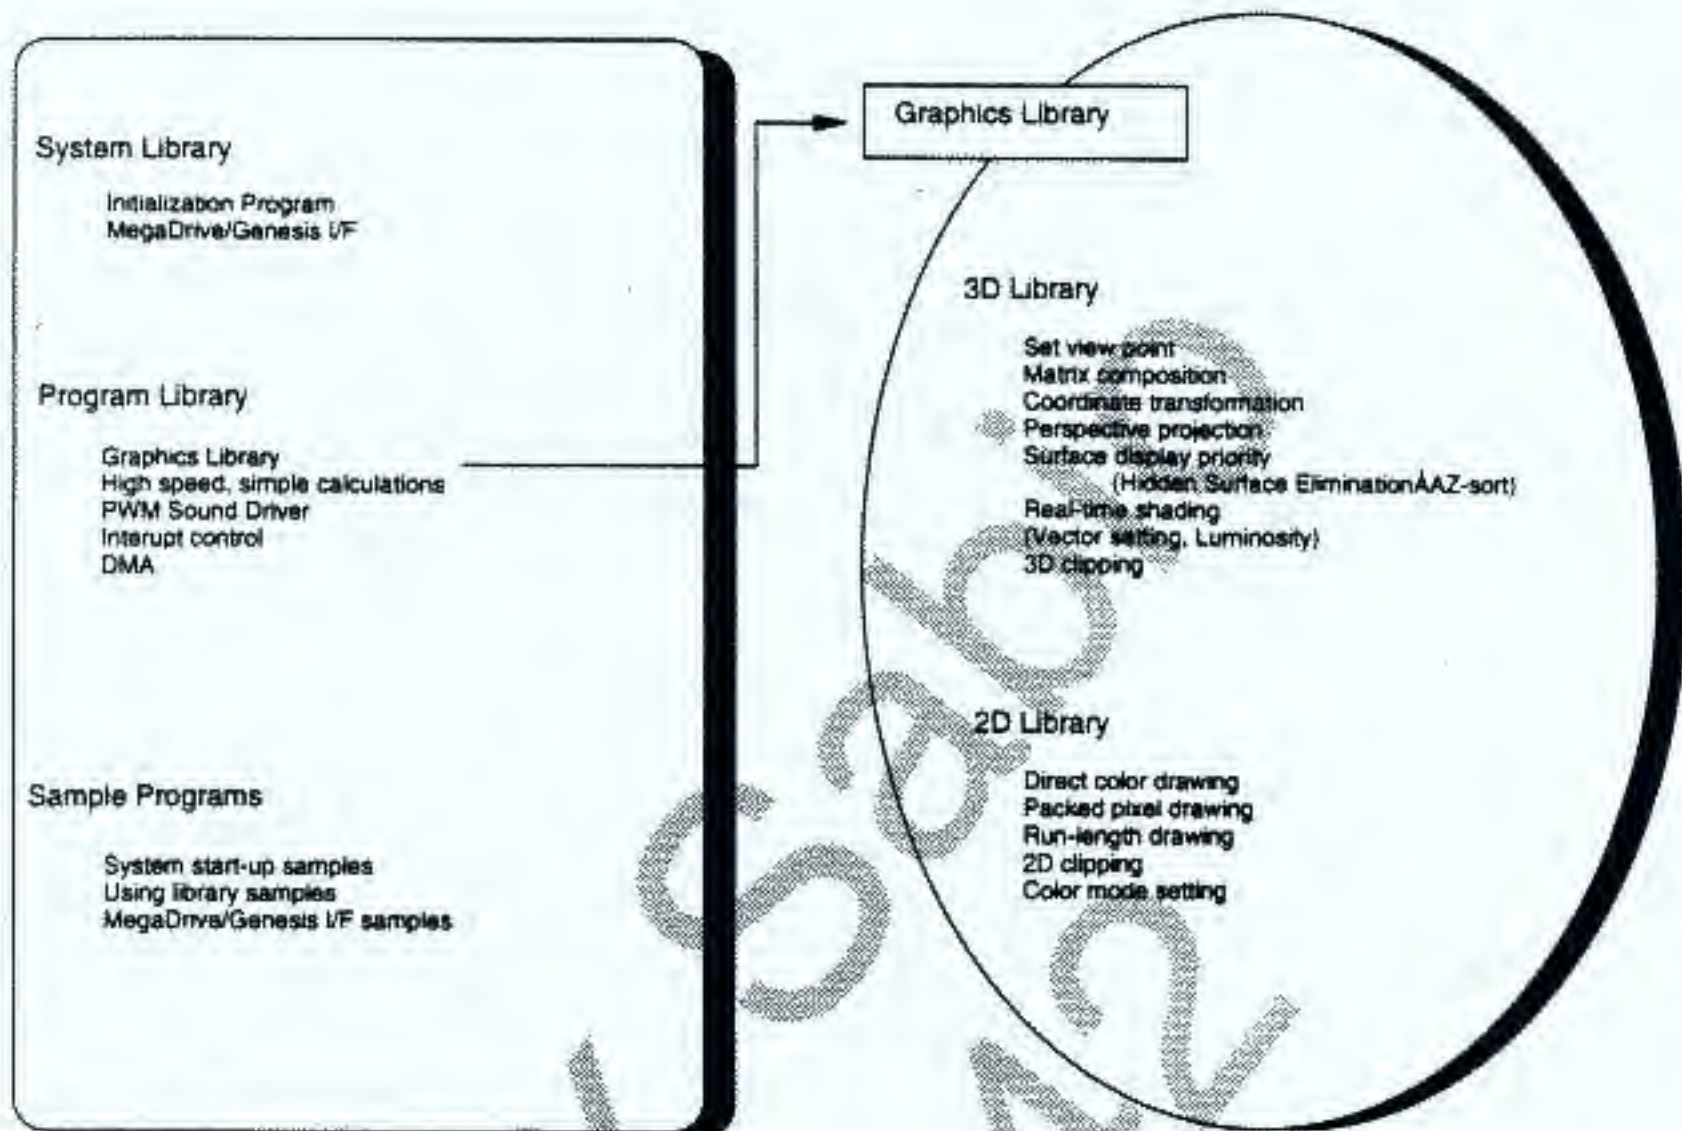 System Library
Initialization Program
MegaDrive/Genesis I/F
Program Library
Graphics Library
High speed, simple calculations
PWM Sound Driver
Interupt control
DMA
Sample Programs
System start-up samples
Using library samples
MegaDrive/Genesis I/F samples
Graphics Library
3D Library
Set view point
Matrix composition
Coordinate transformation
Perspective projection
Surface display priority
(Hidden Surface EliminationÅAZ-sort)
Real-time shading
(Vector setting, Luminosity)
3D clipping
2D Library
Direct color drawing
Packed pixel drawing
Run-length drawing
2D clipping
Color mode setting